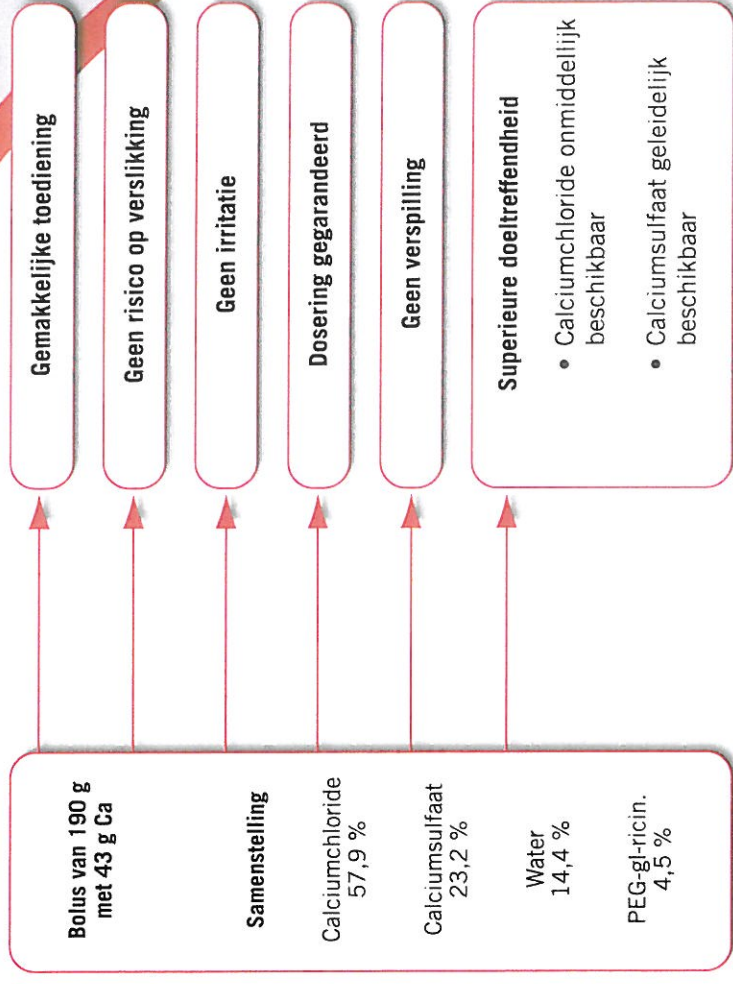 Bolus van 190 g
met 43 g Ca
Samenstelling
Calciumchloride
57,9 %
Calciumsulfaat
23,2 %
Water
14,4 %
PEG-gl-ricin.
4,5 %
Gemakkelijke toediening
Geen risico op verslikking
Geen irritatie
Dosering gegarandeerd
Geen verspilling
Superieure doeltreffendheid
• Calciumchloride onmiddellijk
beschikbaar
• Calciumsulfaat geleidelijk
beschikbaar